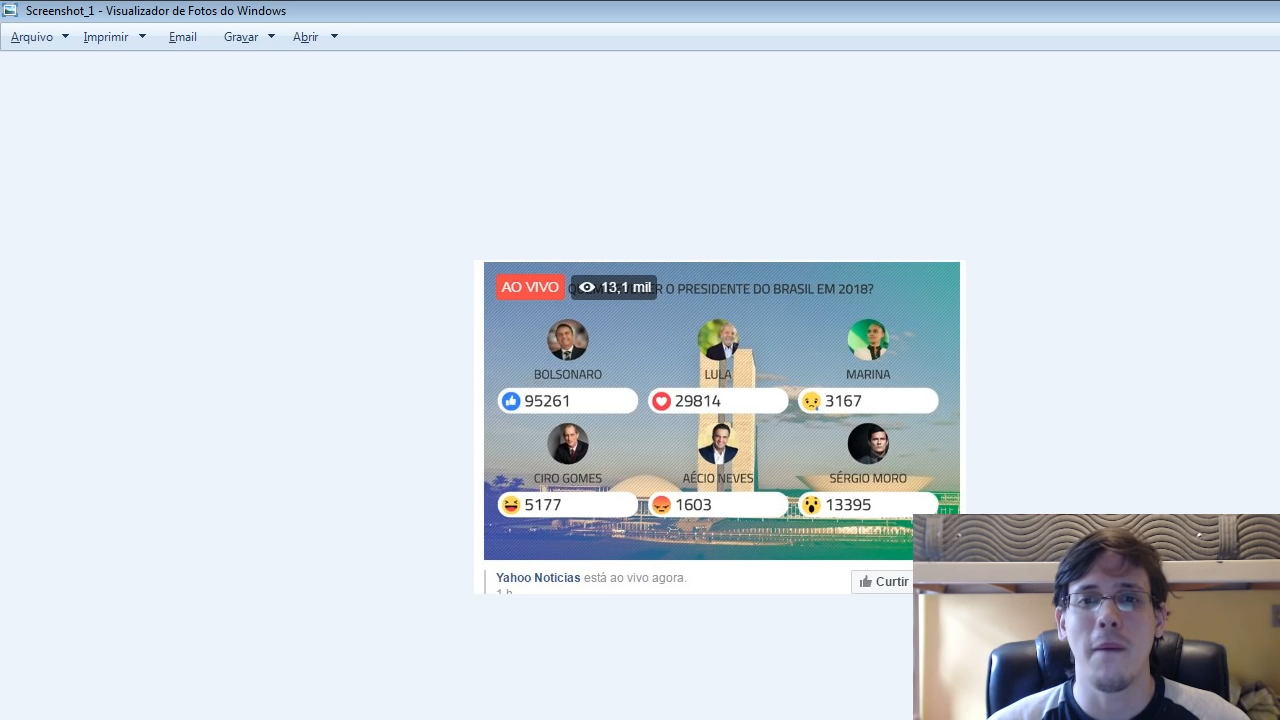 Screenshot_1 - Visualizador de Fotos do Windows
Arquivo Imprimir Email Gravar Abrir
AO VIVO 13,1 mil O PRESIDENTE DO BRASIL EM 2018?
BOLSONARO LULA MARINA
95261 29814 3167
CIRO GOMES AÉCIO NEVES SÉRGIO MORO
5177 1603 13395
Yahoo Noticias está ao vivo agora.
Curtir
1 h